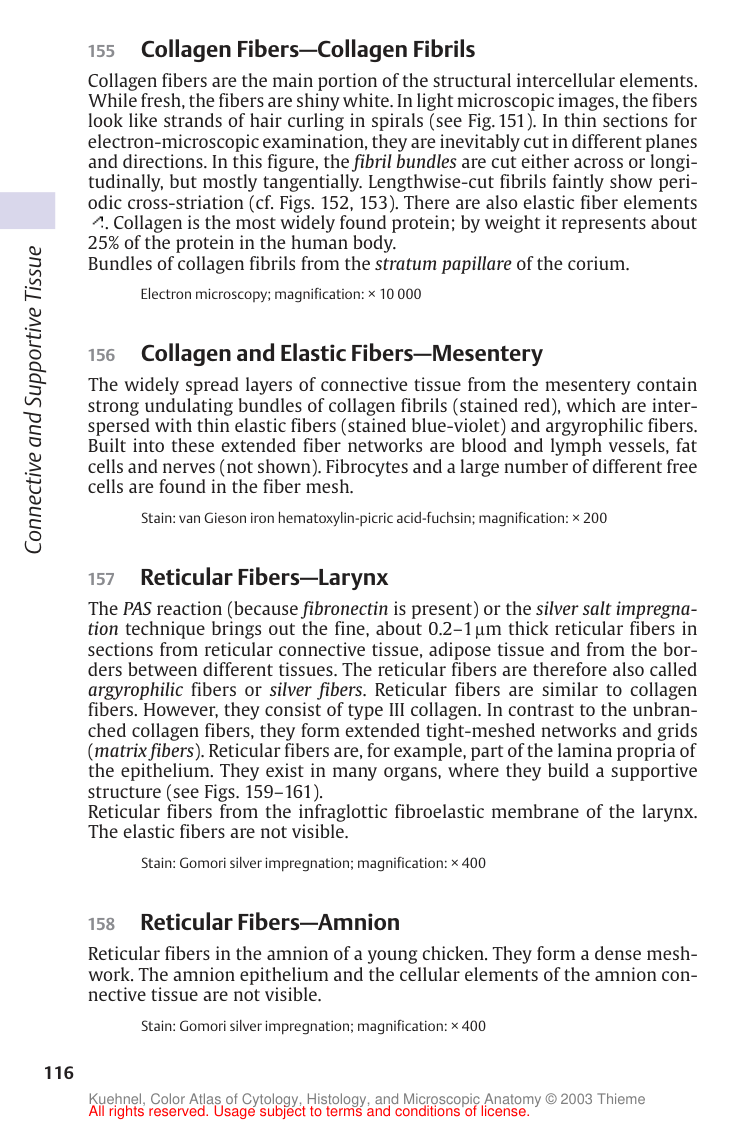 155 Collagen Fibers—Collagen Fibrils
Collagen fibers are the main portion of the structural intercellular elements.
While fresh, the fibers are shiny white. In light microscopic images, the fibers
look like strands of hair curling in spirals (see Fig. 151). In thin sections for
electron-microscopic examination, they are inevitably cut in different planes
and directions. In this figure, the fibril bundles are cut either across or longi-
tudinally, but mostly tangentially. Lengthwise-cut fibrils faintly show peri-
odic cross-striation (cf. Figs. 152, 153). There are also elastic fiber elements
↗. Collagen is the most widely found protein; by weight it represents about
25% of the protein in the human body.
Bundles of collagen fibrils from the stratum papillare of the corium.
Electron microscopy; magnification: × 10 000
156 Collagen and Elastic Fibers—Mesentery
The widely spread layers of connective tissue from the mesentery contain
strong undulating bundles of collagen fibrils (stained red), which are inter-
spersed with thin elastic fibers (stained blue-violet) and argyrophilic fibers.
Built into these extended fiber networks are blood and lymph vessels, fat
cells and nerves (not shown). Fibrocytes and a large number of different free
cells are found in the fiber mesh.
Stain: van Gieson iron hematoxylin-picric acid-fuchsin; magnification: × 200
157 Reticular Fibers—Larynx
The PAS reaction (because fibronectin is present) or the silver salt impregna-
tion technique brings out the fine, about 0.2–1 µm thick reticular fibers in
sections from reticular connective tissue, adipose tissue and from the bor-
ders between different tissues. The reticular fibers are therefore also called
argyrophilic fibers or silver fibers. Reticular fibers are similar to collagen
fibers. However, they consist of type III collagen. In contrast to the unbran-
ched collagen fibers, they form extended tight-meshed networks and grids
(matrix fibers). Reticular fibers are, for example, part of the lamina propria of
the epithelium. They exist in many organs, where they build a supportive
structure (see Figs. 159–161).
Reticular fibers from the infraglottic fibroelastic membrane of the larynx.
The elastic fibers are not visible.
Stain: Gomori silver impregnation; magnification: × 400
158 Reticular Fibers—Amnion
Reticular fibers in the amnion of a young chicken. They form a dense mesh-
work. The amnion epithelium and the cellular elements of the amnion con-
nective tissue are not visible.
Stain: Gomori silver impregnation; magnification: × 400
Connective and Supportive Tissue
116
Kuehnel, Color Atlas of Cytology, Histology, and Microscopic Anatomy © 2003 Thieme
All rights reserved. Usage subject to terms and conditions of license.